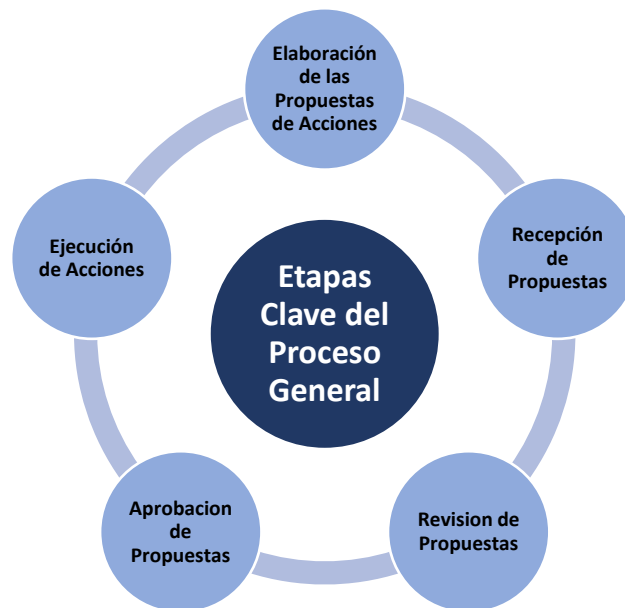 Elaboración
de las
Propuestas
de Acciones
Recepción
de
Propuestas
Revision de
Propuestas
Aprobacion
de
Propuestas
Ejecución
de Acciones
Etapas
Clave del
Proceso
General